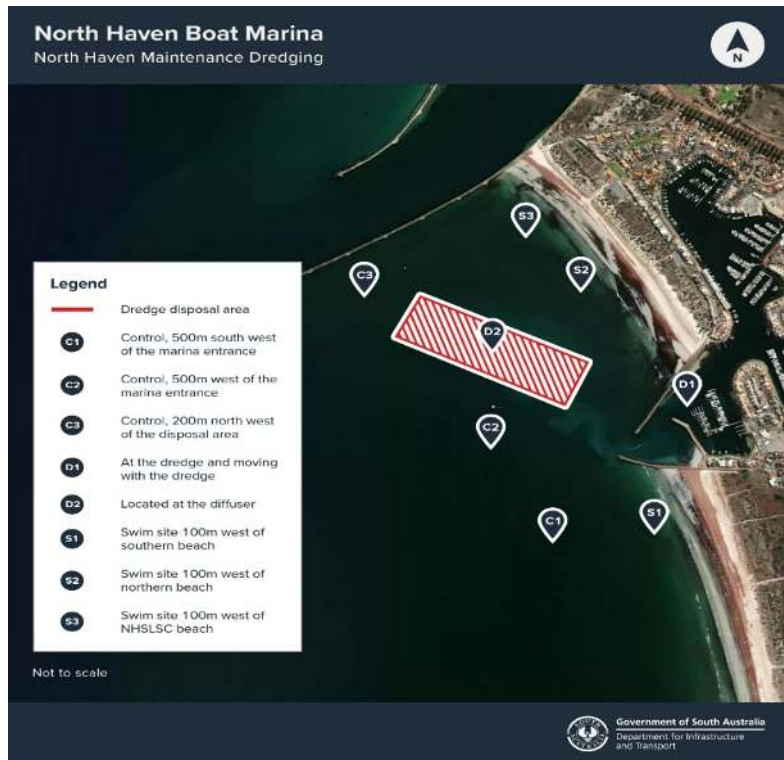 North Haven Boat Marina
North Haven Maintenance Dredging
N
S3
S2
C3
D2
D1
C2
C1
S1
Legend
Dredge disposal area
C1
Control, 500m south west
of the marina entrance
C2
Control, 500m west of the
marina entrance
C3
Control, 200m north west
of the disposal area
D1
At the dredge and moving
with the dredge
D2
Located at the diffuser
S1
Swim site 100m west of
southern beach
S2
Swim site 100m west of
northern beach
S3
Swim site 100m west of
NHSLSC beach
Not to scale
Government of South Australia
Department for Infrastructure
and Transport